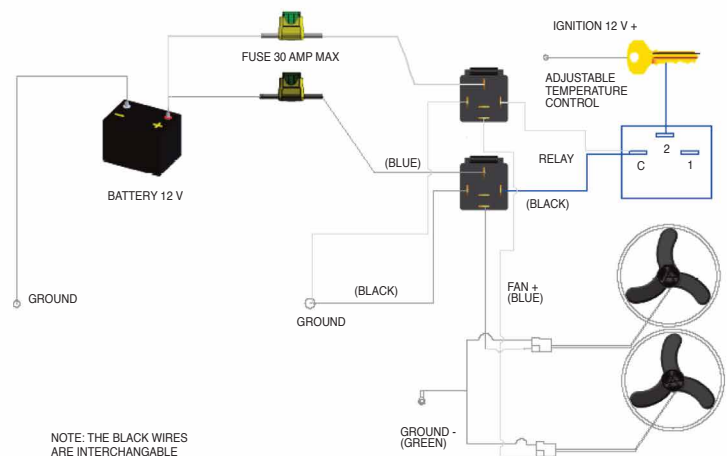 IGNITION 12 V +
FUSE 30 AMP MAX
ADJUSTABLE
TEMPERATURE
CONTROL
−
+
2
C
1
(BLUE)
RELAY
BATTERY 12 V
(BLACK)
GROUND
(BLACK)
FAN +
(BLUE)
GROUND
GROUND -
(GREEN)
NOTE: THE BLACK WIRES
ARE INTERCHANGABLE